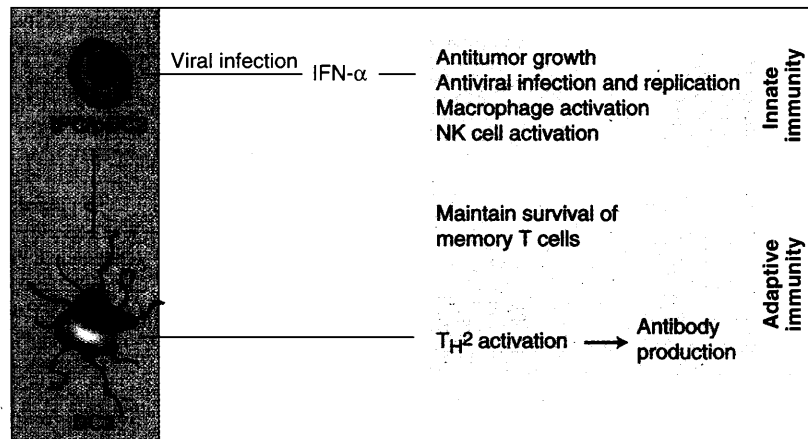 Viral infection
IFN-α
Antitumor growth
Antiviral infection and replication
Macrophage activation
NK cell activation
Innate
immunity
Maintain survival of
memory T cells
TH2 activation
Antibody
production
Adaptive
immunity